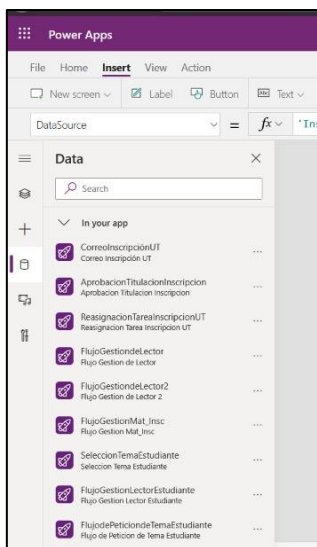 Power Apps
File Home Insert View Action
New screen Label Button Text
DataSource = fx 'Ins
Data
Search
In your app
CorreoInscripciónUT
Correo Inscripción UT
AprobacionTitulacionInscripcion
Aprobacion Titulacion Inscripcion
ReasignacionTareaInscripcionUT
Reasignacion Tarea Inscripcion UT
FlujoGestiondeLector
Flujo Gestion de Lector
FlujoGestiondeLector2
Flujo Gestion de Lector 2
FlujoGestionMat_Insc
Flujo Gestion Mat_Insc
SeleccionTemaEstudiante
Seleccion Tema Estudiante
FlujoGestionLectorEstudiante
Flujo Gestion Lector Estudiante
FlujodePeticiondeTemaEstudiante
Flujo de Peticion de Tema Estudiante